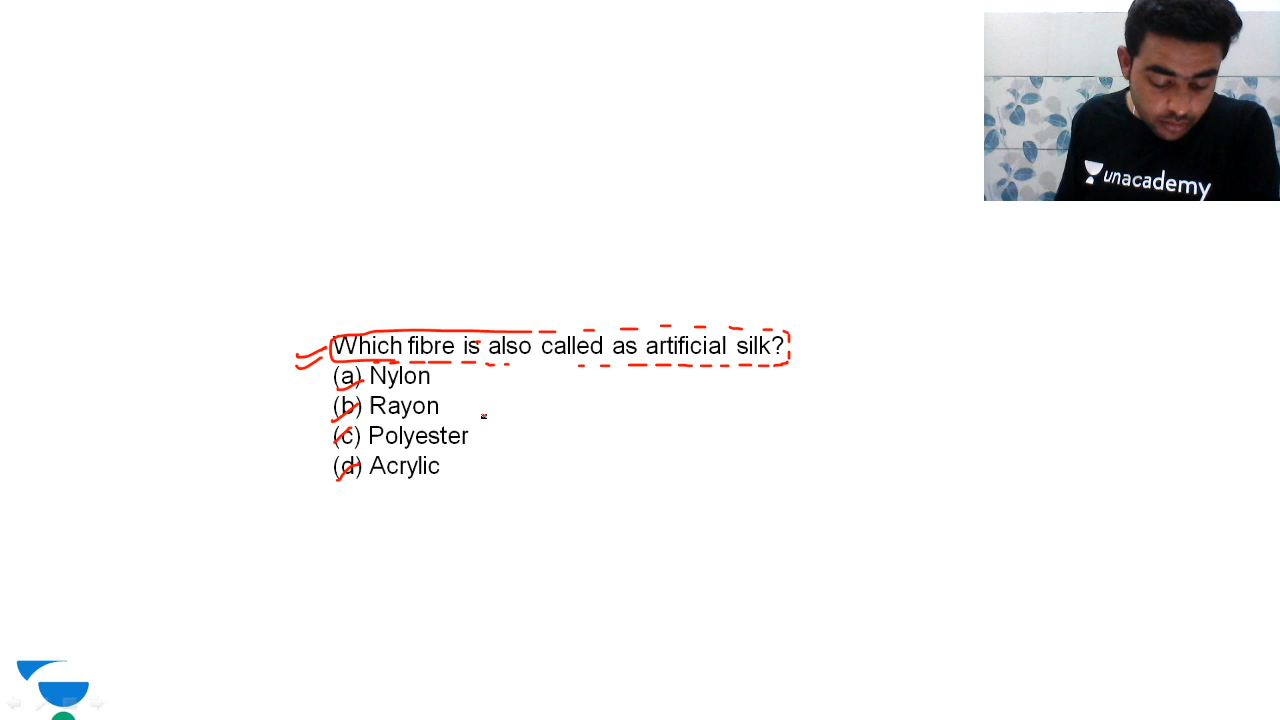 unacademy
Which fibre is also called as artificial silk?
(a) Nylon
(b) Rayon
(c) Polyester
(d) Acrylic